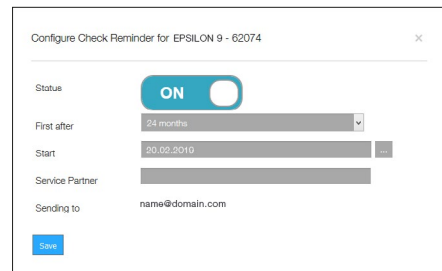 Configure Check Reminder for EPSILON 9 - 62074 ×
Status ON
First after 24 months
Start 20.02.2019 ...
Service Partner
Sending to name@domain.com
Save